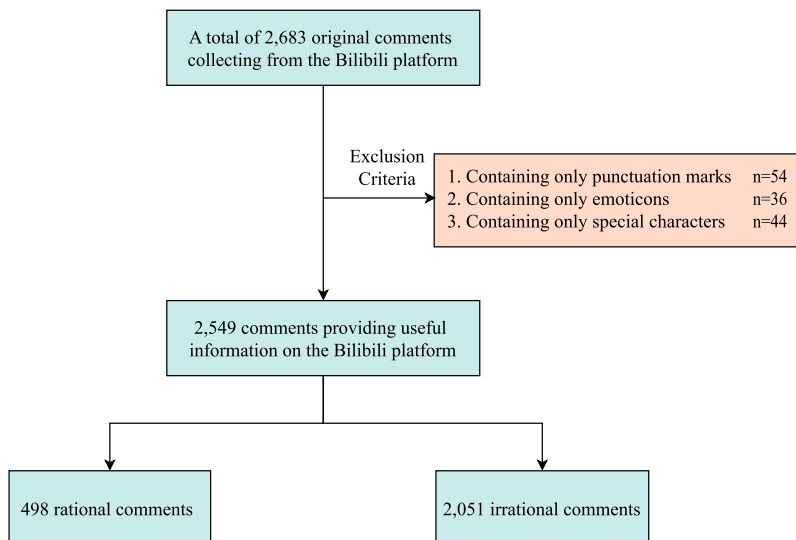 A total of 2,683 original comments
collecting from the Bilibili platform
Exclusion
Criteria
1. Containing only punctuation marks n=54
2. Containing only emoticons n=36
3. Containing only special characters n=44
2,549 comments providing useful
information on the Bilibili platform
498 rational comments
2,051 irrational comments